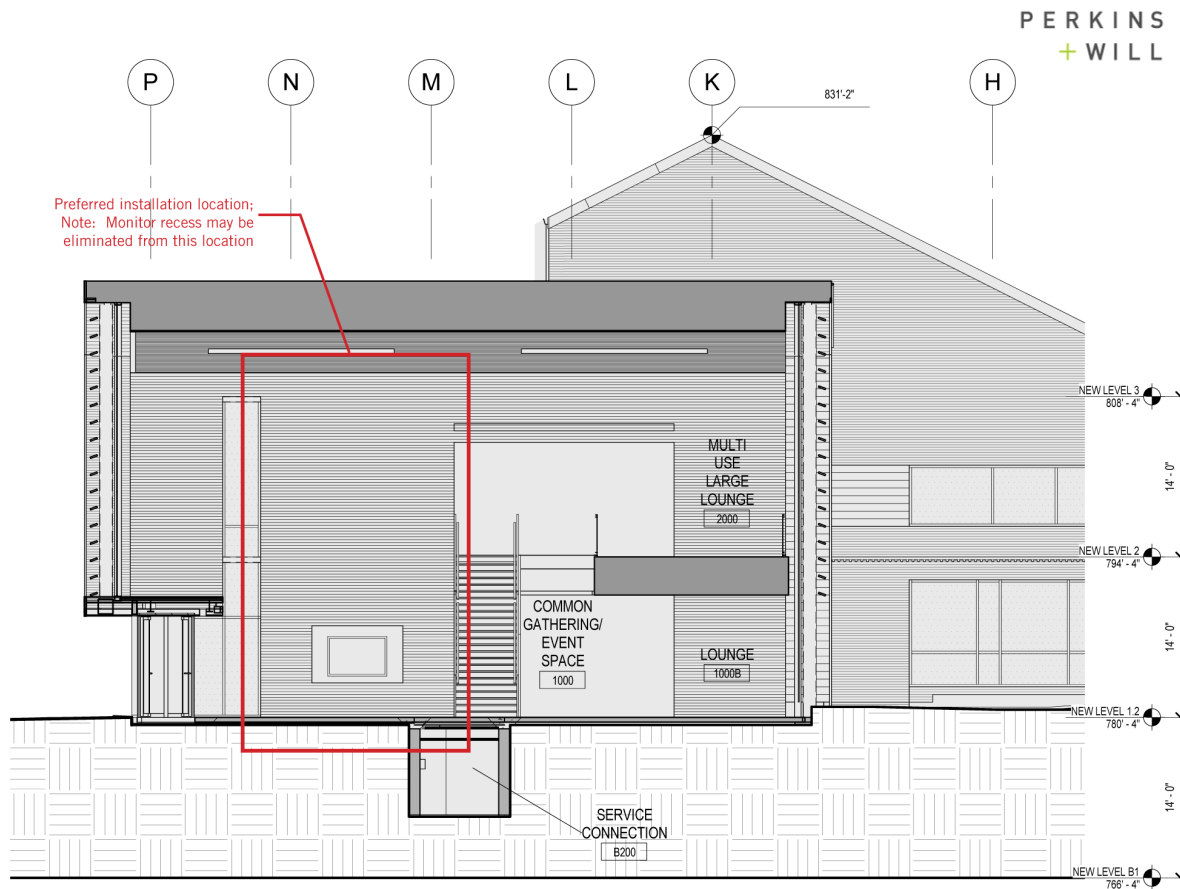 PERKINS
+ WILL
P
N
M
L
K
H
831'-2"
Preferred installation location;
Note: Monitor recess may be
eliminated from this location
NEW LEVEL 3
808' - 4"
MULTI
USE
LARGE
LOUNGE
2000
14' - 0"
NEW LEVEL 2
794' - 4"
COMMON
GATHERING/
EVENT
SPACE
1000
LOUNGE
1000B
14' - 0"
NEW LEVEL 1.2
780' - 4"
14' - 0"
SERVICE
CONNECTION
B200
NEW LEVEL B1
766' - 4"